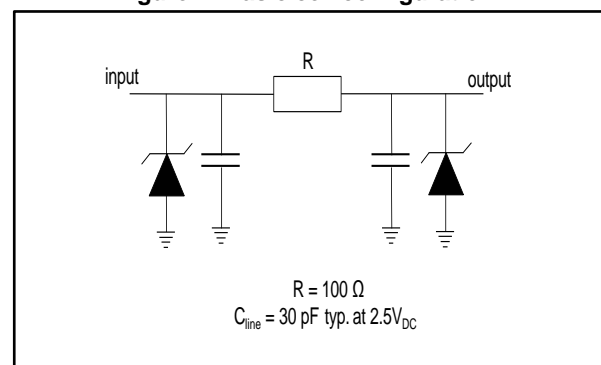 R
input
output
R = 100 Ω
Cline = 30 pF typ. at 2.5VDC